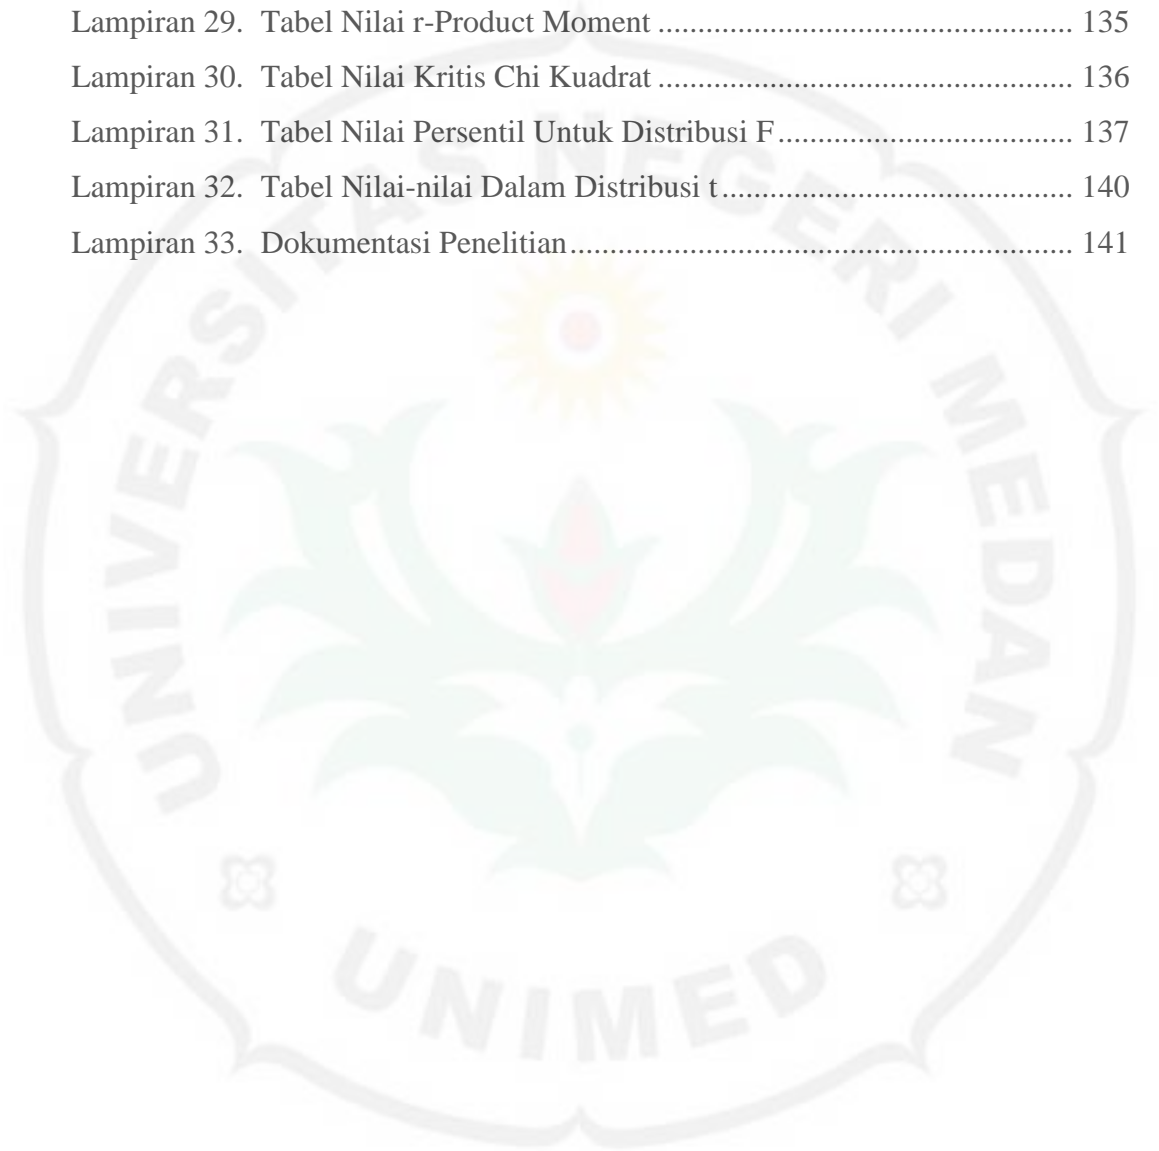 Lampiran 29. Tabel Nilai r-Product Moment .................................................. 135
Lampiran 30. Tabel Nilai Kritis Chi Kuadrat .................................................. 136
Lampiran 31. Tabel Nilai Persentil Untuk Distribusi F.................................... 137
Lampiran 32. Tabel Nilai-nilai Dalam Distribusi t........................................... 140
Lampiran 33. Dokumentasi Penelitian............................................................. 141
UNIVERSITAS NEGERI MEDAN
UNIMED